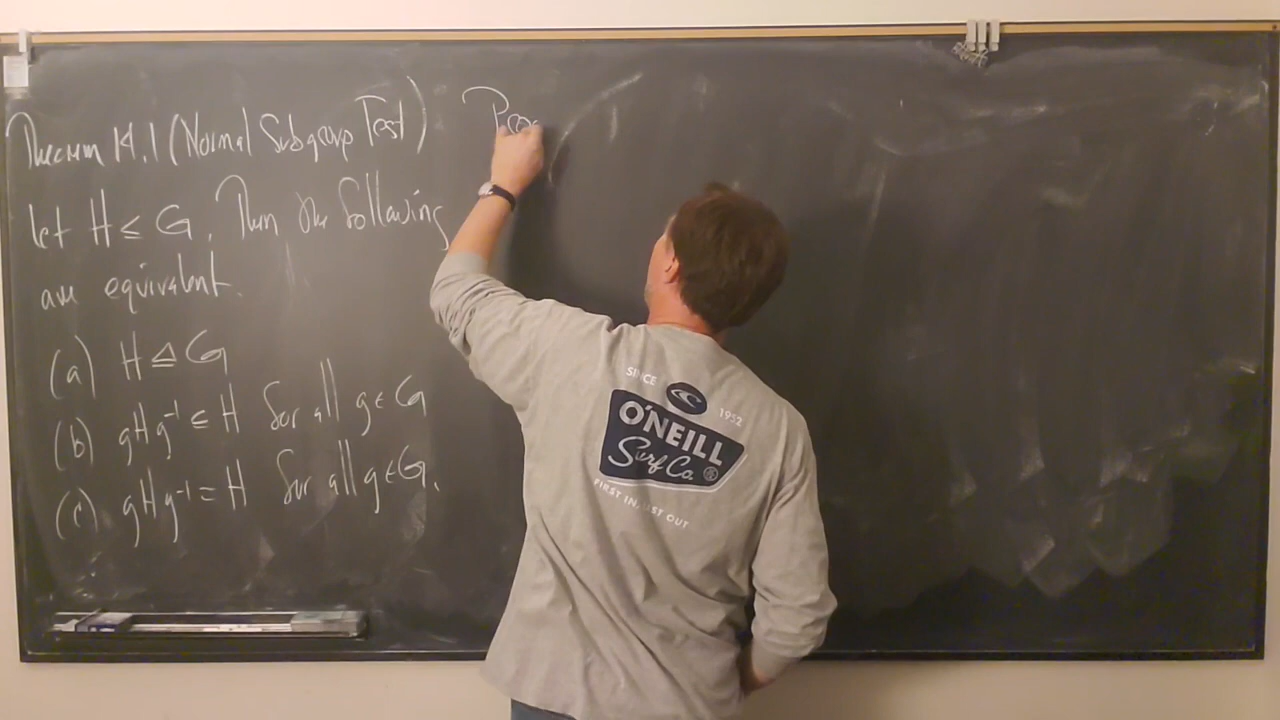 Theorem 14.1 (Normal Subgroup Test)
let H ≤ G. Then the following
are equivalent.
(a) H ⊴ G
(b) gHg⁻¹ ⊆ H for all g ∈ G
(c) gHg⁻¹ = H for all g ∈ G.
Proo
SINCE 1952
O'NEILL
Surf Co. ®
FIRST IN, LAST OUT